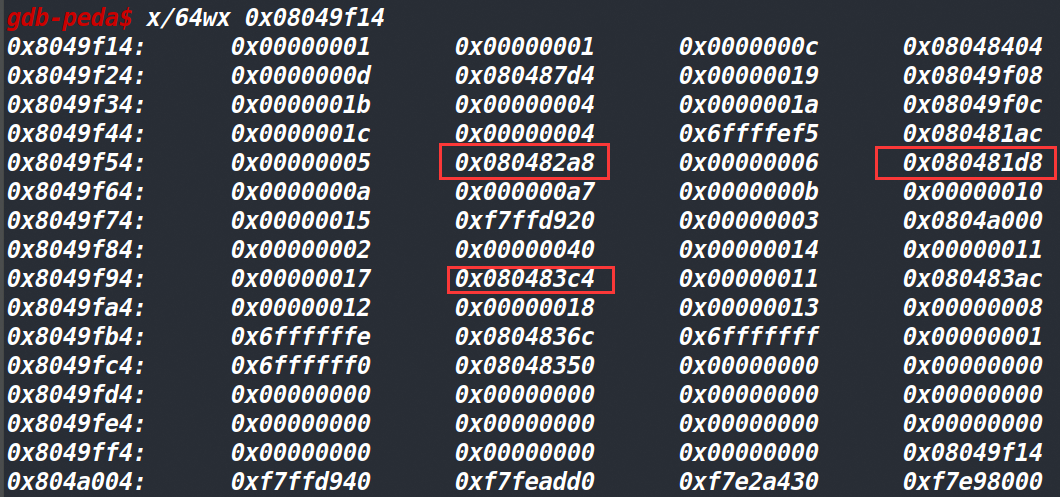 gdb-peda$ x/64wx 0x08049f14
0x8049f14: 0x00000001 0x00000001 0x0000000c 0x08048404
0x8049f24: 0x0000000d 0x080487d4 0x00000019 0x08049f08
0x8049f34: 0x0000001b 0x00000004 0x0000001a 0x08049f0c
0x8049f44: 0x0000001c 0x00000004 0x6ffffef5 0x080481ac
0x8049f54: 0x00000005 0x080482a8 0x00000006 0x080481d8
0x8049f64: 0x0000000a 0x000000a7 0x0000000b 0x00000010
0x8049f74: 0x00000015 0xf7ffd920 0x00000003 0x0804a000
0x8049f84: 0x00000002 0x00000040 0x00000014 0x00000011
0x8049f94: 0x00000017 0x080483c4 0x00000011 0x080483ac
0x8049fa4: 0x00000012 0x00000018 0x00000013 0x00000008
0x8049fb4: 0x6ffffffe 0x0804836c 0x6fffffff 0x00000001
0x8049fc4: 0x6ffffff0 0x08048350 0x00000000 0x00000000
0x8049fd4: 0x00000000 0x00000000 0x00000000 0x00000000
0x8049fe4: 0x00000000 0x00000000 0x00000000 0x00000000
0x8049ff4: 0x00000000 0x00000000 0x00000000 0x08049f14
0x804a004: 0xf7ffd940 0xf7feadd0 0xf7e2a430 0xf7e98000